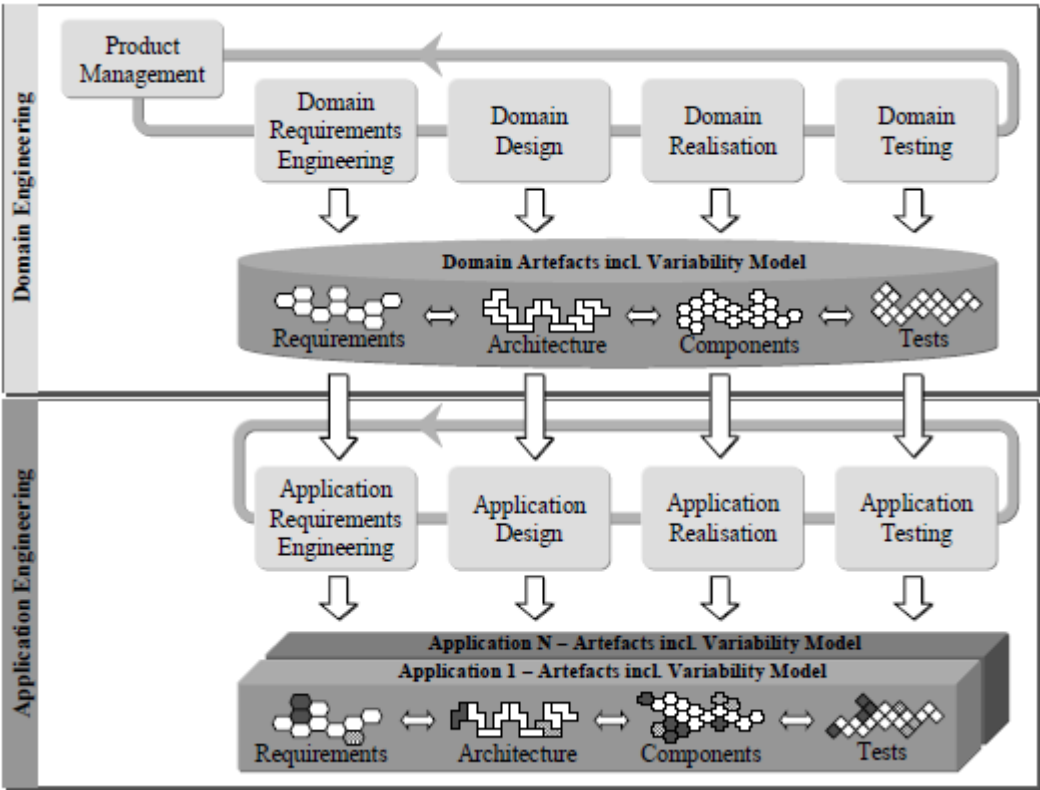 Domain Engineering
Product
Management
Domain
Requirements
Engineering
Domain
Design
Domain
Realisation
Domain
Testing
Domain Artefacts incl. Variability Model
Requirements
Architecture
Components
Tests
Application Engineering
Application
Requirements
Engineering
Application
Design
Application
Realisation
Application
Testing
Application N – Artefacts incl. Variability Model
Application 1 – Artefacts incl. Variability Model
Requirements
Architecture
Components
Tests